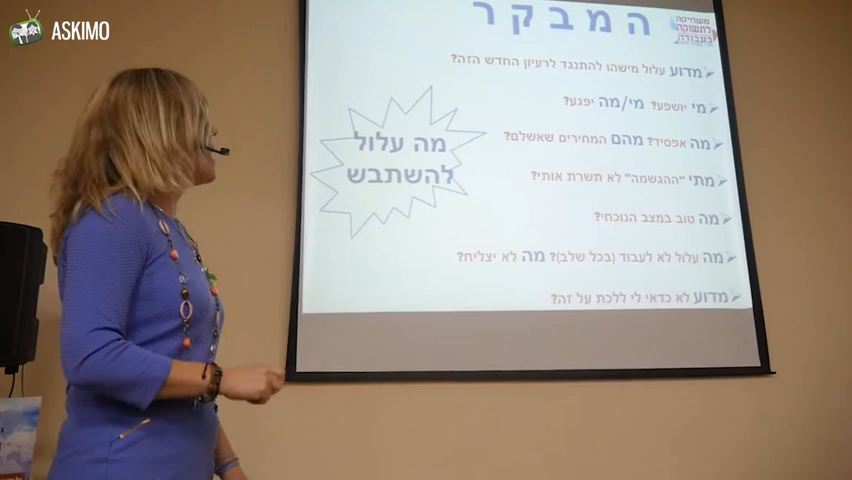 ASKIMO
המבקר
משחיקה
לתשוקה
בעבודה
מדוע עלול מישהו להתנגד לרעיון החדש הזה?
מי יושפע? מי/מה יפגע?
מה אפסיד? מהם המחירים שאשלם?
מתי "ההגשמה" לא תשרת אותי?
מה טוב במצב הנוכחי?
מה עלול לא לעבוד (בכל שלב)? מה לא יצליח?
מדוע לא כדאי לי ללכת על זה?
מה עלול
להשתבש